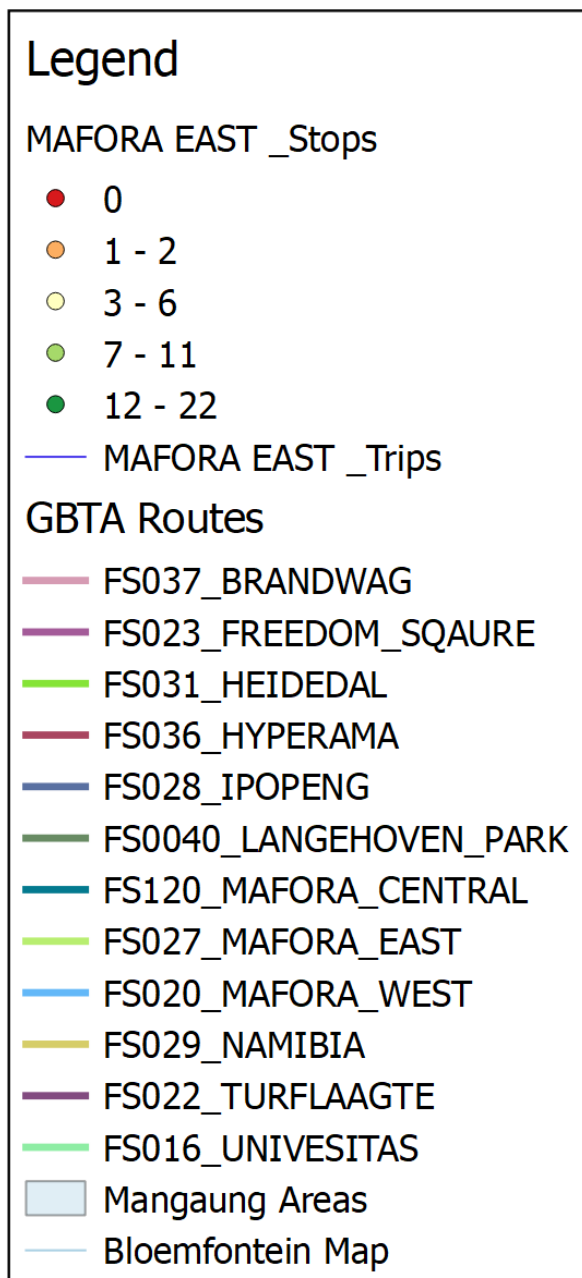 Legend
MAFORA EAST _Stops
0
1 - 2
3 - 6
7 - 11
12 - 22
MAFORA EAST _Trips
GBTA Routes
FS037_BRANDWAG
FS023_FREEDOM_SQAURE
FS031_HEIDEDAL
FS036_HYPERAMA
FS028_IPOPENG
FS0040_LANGEHOVEN_PARK
FS120_MAFORA_CENTRAL
FS027_MAFORA_EAST
FS020_MAFORA_WEST
FS029_NAMIBIA
FS022_TURFLAAGTE
FS016_UNIVESITAS
Mangaung Areas
Bloemfontein Map